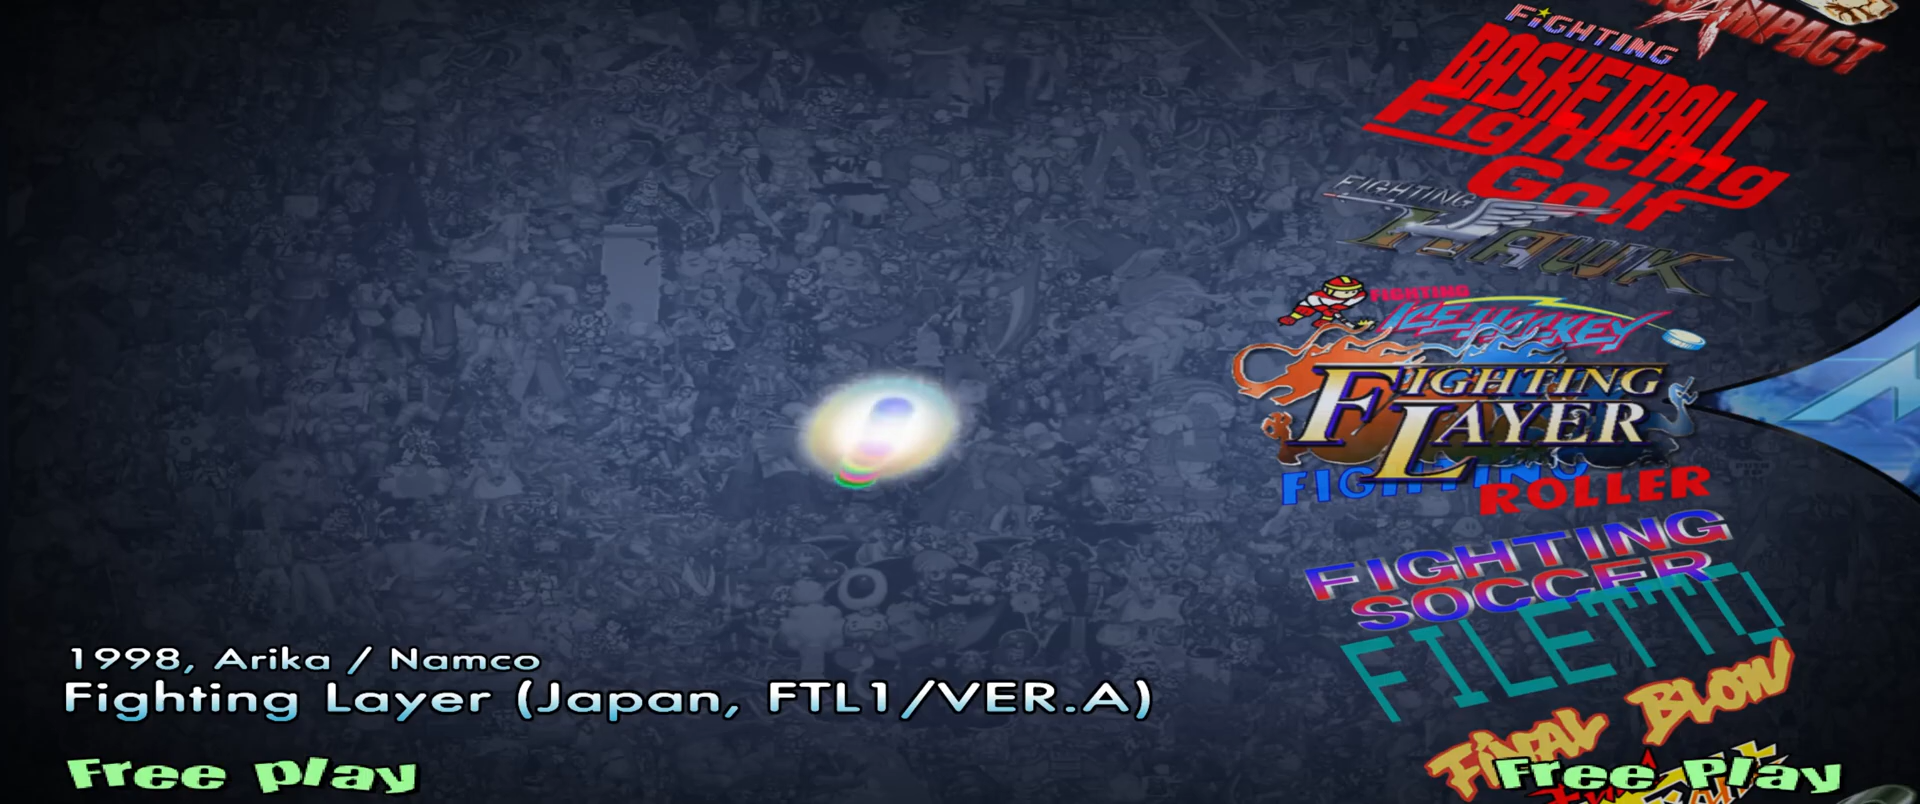 IMPACT
FIGHTING
BASKETBALL
Fighting
Golf
FIGHTING
HAWK
FIGHTING
ICE HOCKEY
FIGHTING
LAYER
FIGHTING
ROLLER
FIGHTING
SOCCER
FILETTO
FINAL BLOW
1998, Arika / Namco
Fighting Layer (Japan, FTL1/VER.A)
Free play
Free Play